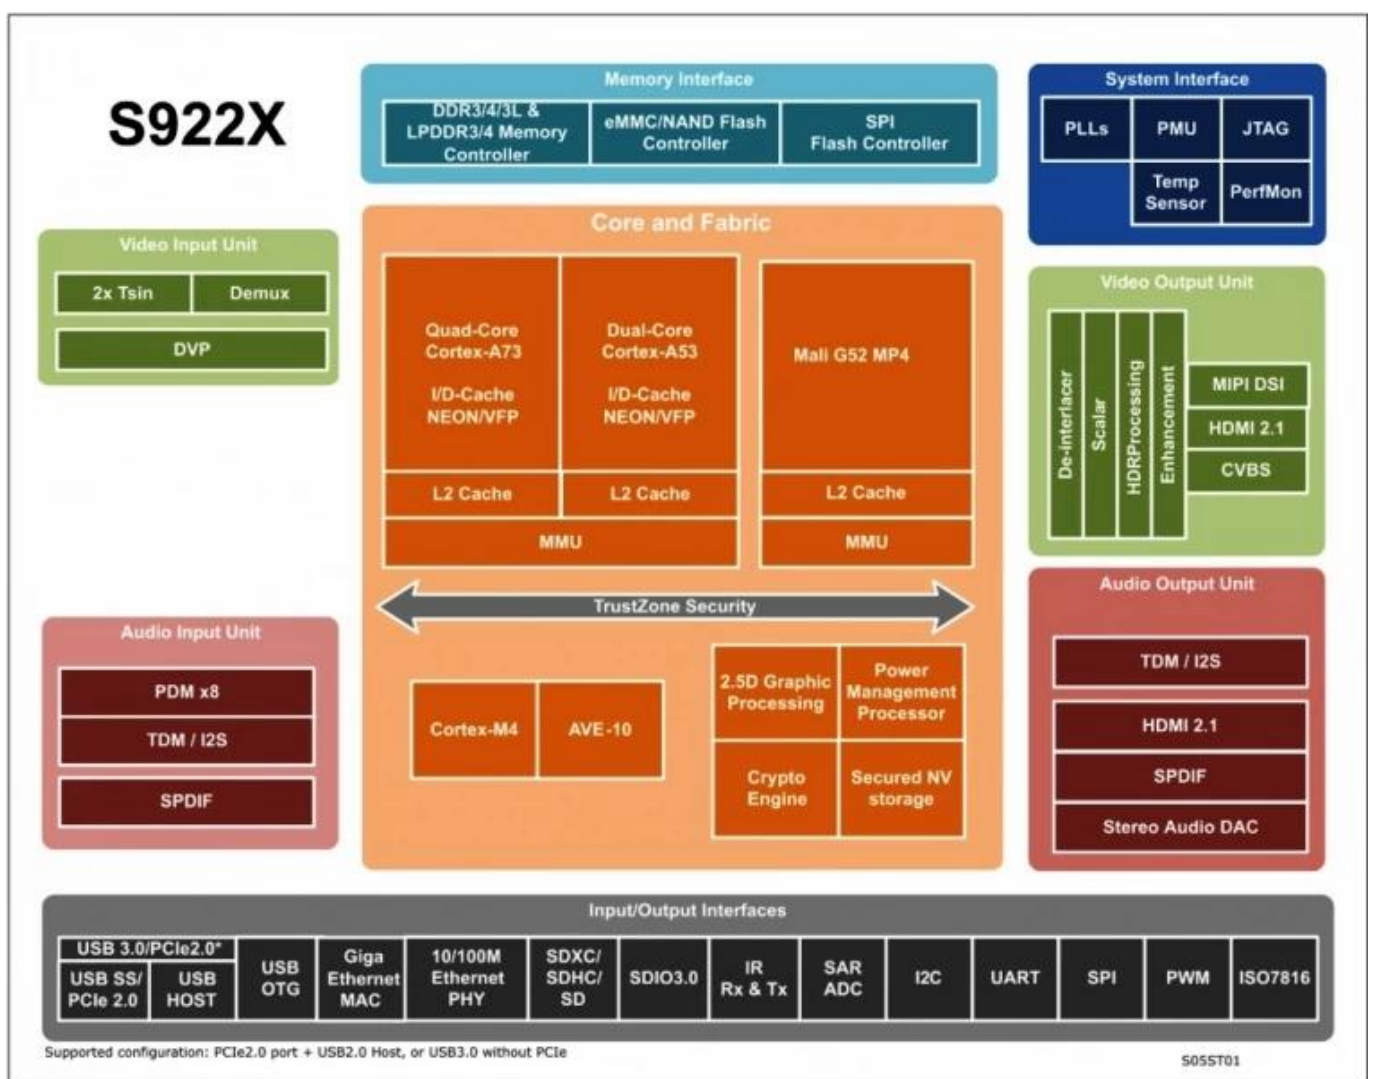 S922X
Memory Interface
DDR3/4/3L &
LPDDR3/4 Memory
Controller
eMMC/NAND Flash
Controller
SPI
Flash Controller
System Interface
PLLs
PMU
JTAG
Temp
Sensor
PerfMon
Video Input Unit
2x Tsin
Demux
DVP
Core and Fabric
Quad-Core
Cortex-A73
I/D-Cache
NEON/VFP
Dual-Core
Cortex-A53
I/D-Cache
NEON/VFP
Mali G52 MP4
L2 Cache
L2 Cache
L2 Cache
MMU
MMU
TrustZone Security
Cortex-M4
AVE-10
2.5D Graphic
Processing
Power
Management
Processor
Crypto
Engine
Secured NV
storage
Video Output Unit
De-interlacer
Scalar
HDRProcessing
Enhancement
MIPI DSI
HDMI 2.1
CVBS
Audio Input Unit
PDM x8
TDM / I2S
SPDIF
Audio Output Unit
TDM / I2S
HDMI 2.1
SPDIF
Stereo Audio DAC
Input/Output Interfaces
USB 3.0/PCIe2.0*
USB SS/
PCIe 2.0
USB
HOST
USB
OTG
Giga
Ethernet
MAC
10/100M
Ethernet
PHY
SDXC/
SDHC/
SD
SDIO3.0
IR
Rx & Tx
SAR
ADC
I2C
UART
SPI
PWM
ISO7816
Supported configuration: PCIe2.0 port + USB2.0 Host, or USB3.0 without PCIe
S05ST01